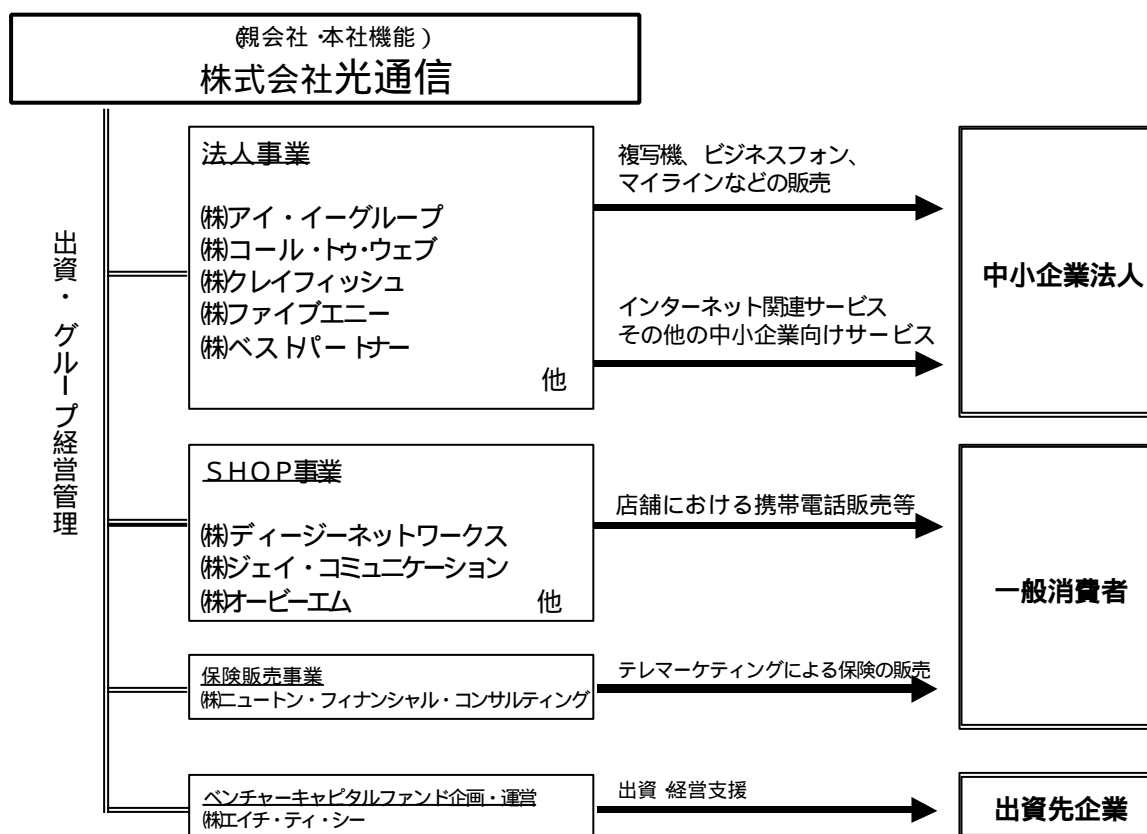 (親会社・本社機能)
株式会社光通信
出資・グループ経営管理
法人事業
㈱アイ・イーグループ
㈱コール・トゥ・ウェブ
㈱クレイフィッシュ
㈱ファイブエニー
㈱ベストパートナー
他
複写機、ビジネスフォン、
マイラインなどの販売
インターネット関連サービス
その他の中小企業向けサービス
中小企業法人
ＳＨＯＰ事業
㈱ディージーネットワークス
㈱ジェイ・コミュニケーション
㈱オービーエム 他
店舗における携帯電話販売等
一般消費者
保険販売事業
㈱ニュートン・フィナンシャル・コンサルティング
テレマーケティングによる保険の販売
ベンチャーキャピタルファンド企画・運営
㈱エイチ・ティ・シー
出資・経営支援
出資先企業